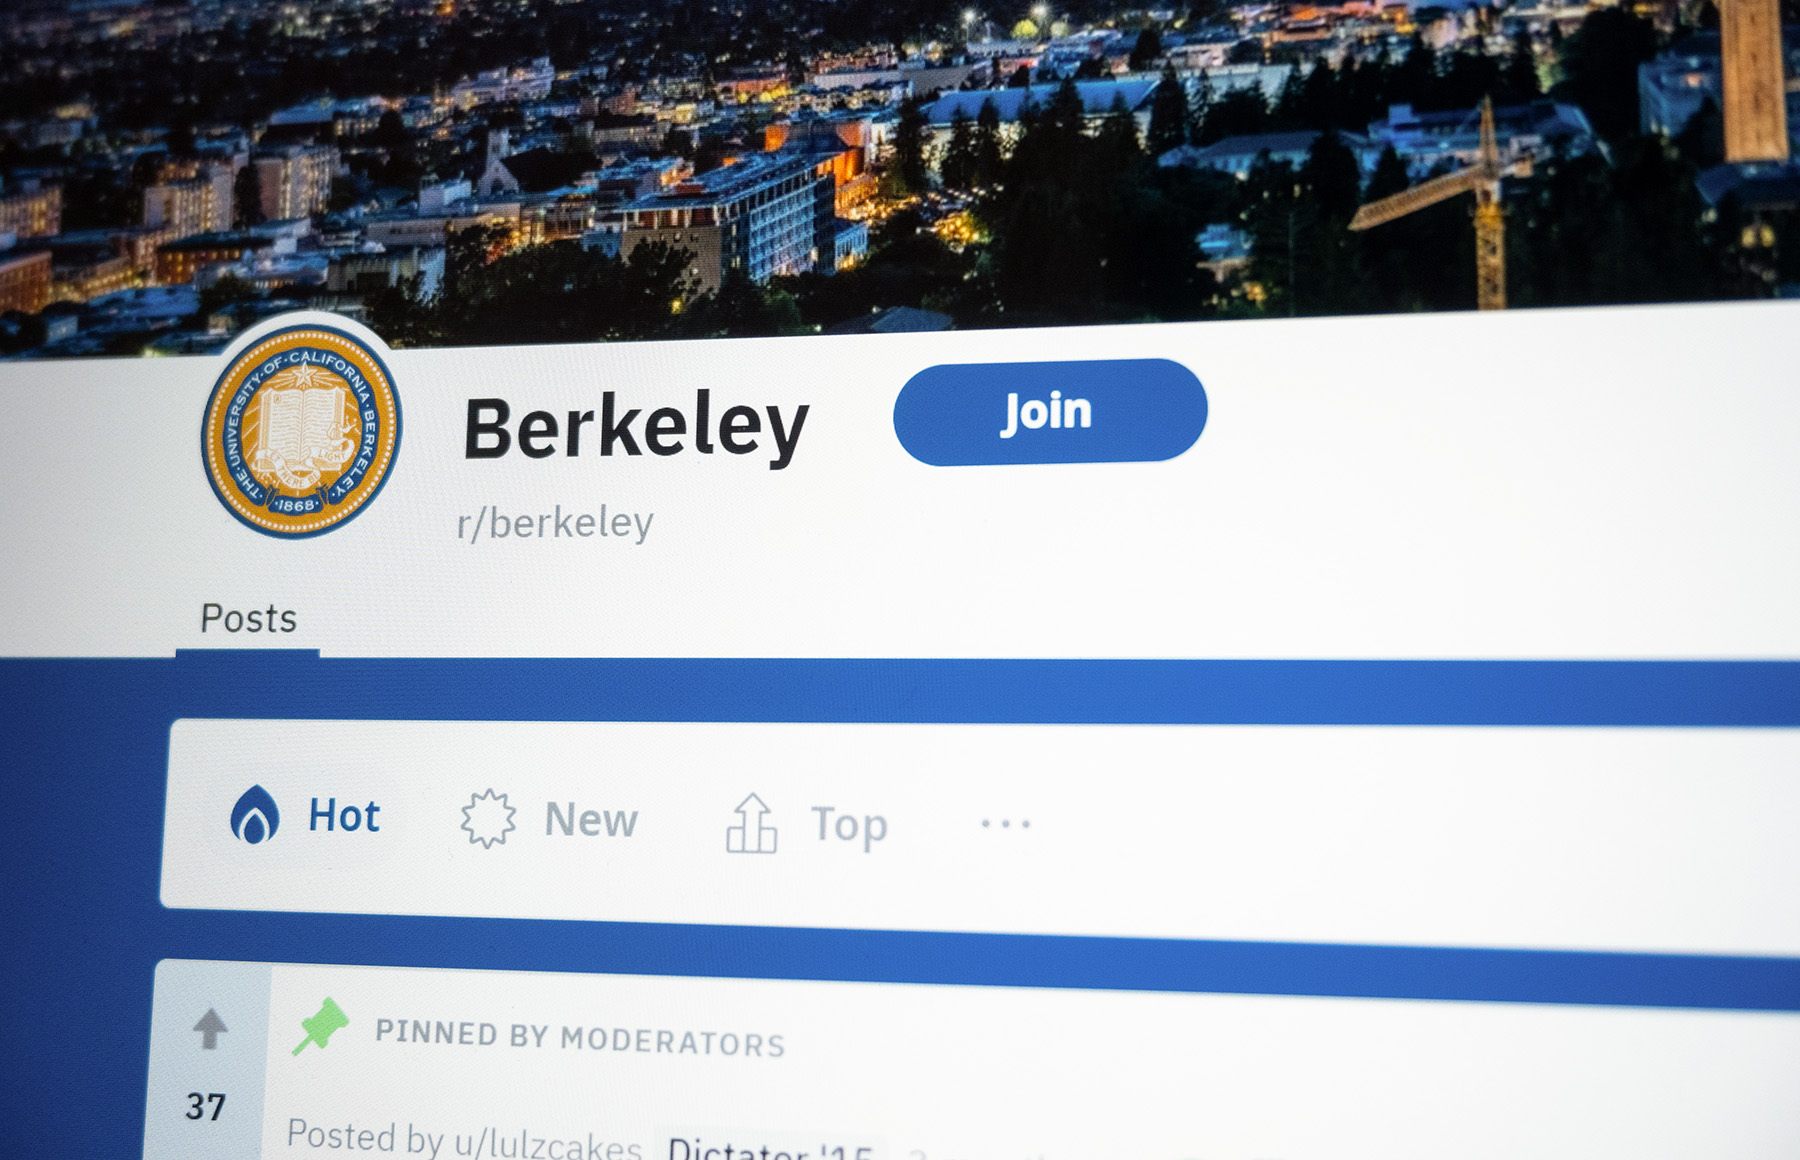 THE·UNIVERSITY·OF·CALIFORNIA·BERKELEY·
LET THERE BE LIGHT
·1868·
Berkeley
Join
r/berkeley
Posts
Hot
New
Top
...
PINNED BY MODERATORS
37
Posted by u/lulzcakes Dictator '15